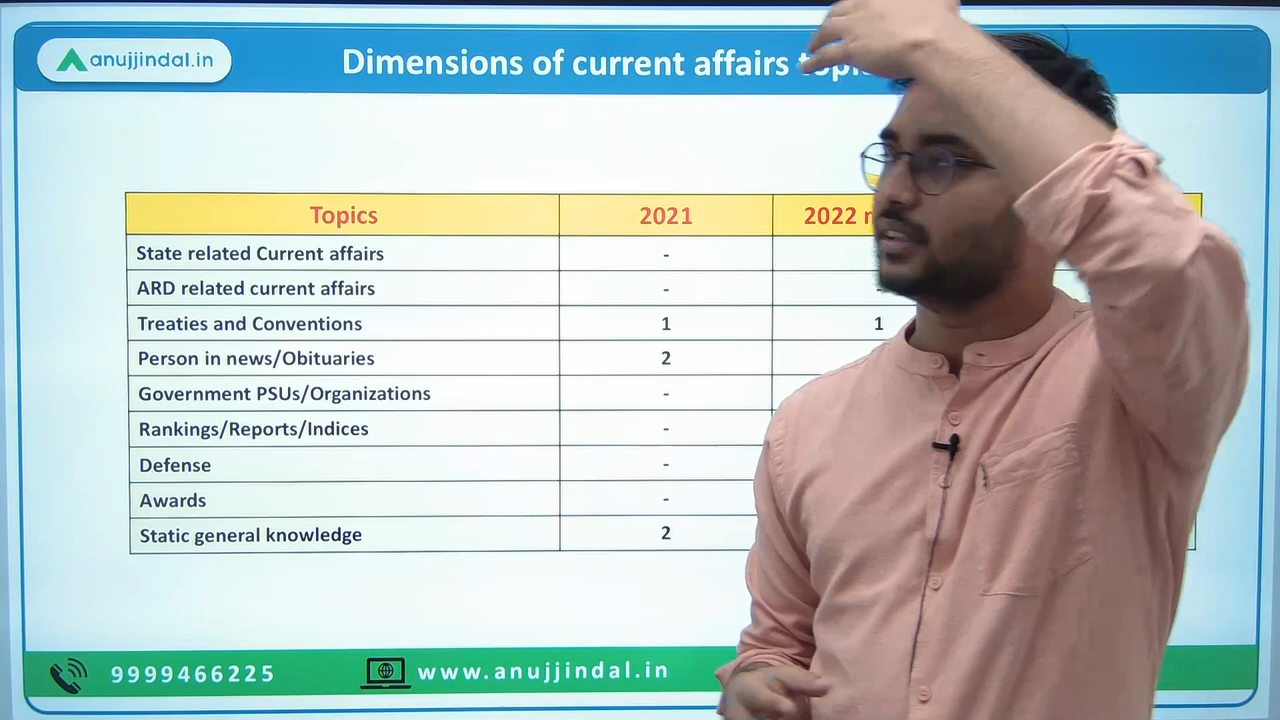 anujjindal.in
Dimensions of current affairs
Topics 2021 2022
State related Current affairs -
ARD related current affairs - -
Treaties and Conventions 1 1
Person in news/Obituaries 2
Government PSUs/Organizations -
Rankings/Reports/Indices -
Defense -
Awards -
Static general knowledge 2
9999466225 www.anujjindal.in